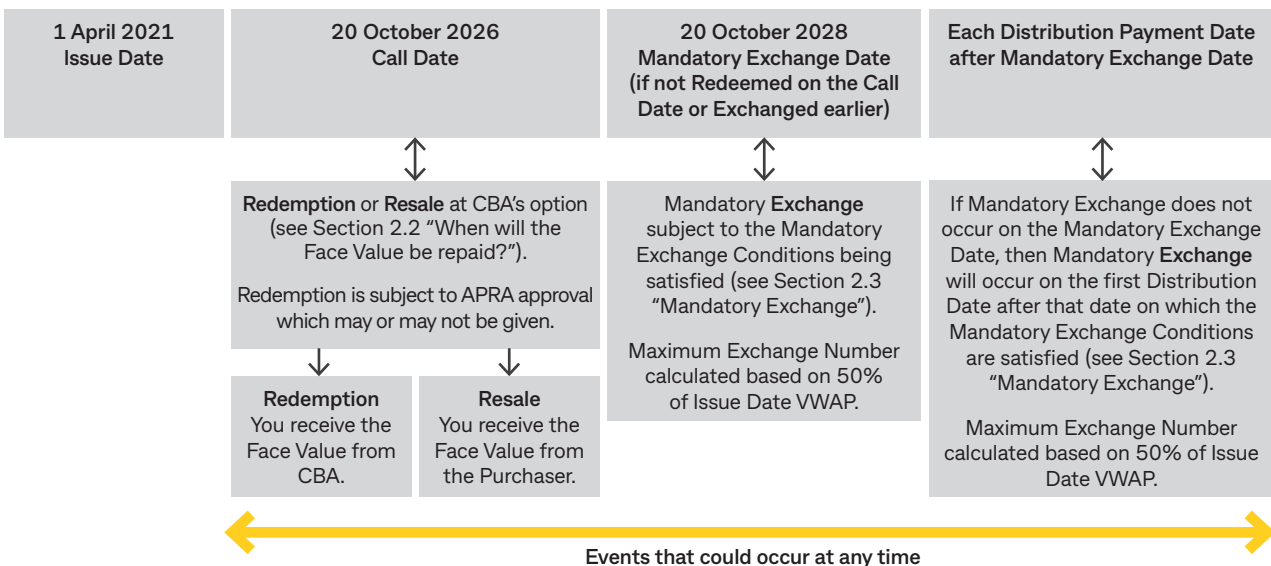 1 April 2021
Issue Date
20 October 2026
Call Date
20 October 2028
Mandatory Exchange Date
(if not Redeemed on the Call
Date or Exchanged earlier)
Each Distribution Payment Date
after Mandatory Exchange Date
Redemption or Resale at CBA's option
(see Section 2.2 “When will the
Face Value be repaid?”).
Redemption is subject to APRA approval
which may or may not be given.
Redemption
You receive the
Face Value from
CBA.
Resale
You receive the
Face Value from
the Purchaser.
Mandatory Exchange
subject to the Mandatory
Exchange Conditions being
satisfied (see Section 2.3
“Mandatory Exchange”).
Maximum Exchange Number
calculated based on 50%
of Issue Date VWAP.
If Mandatory Exchange does not
occur on the Mandatory Exchange
Date, then Mandatory Exchange
will occur on the first Distribution
Date after that date on which the
Mandatory Exchange Conditions
are satisfied (see Section 2.3
“Mandatory Exchange”).
Maximum Exchange Number
calculated based on 50% of Issue
Date VWAP.
Events that could occur at any time